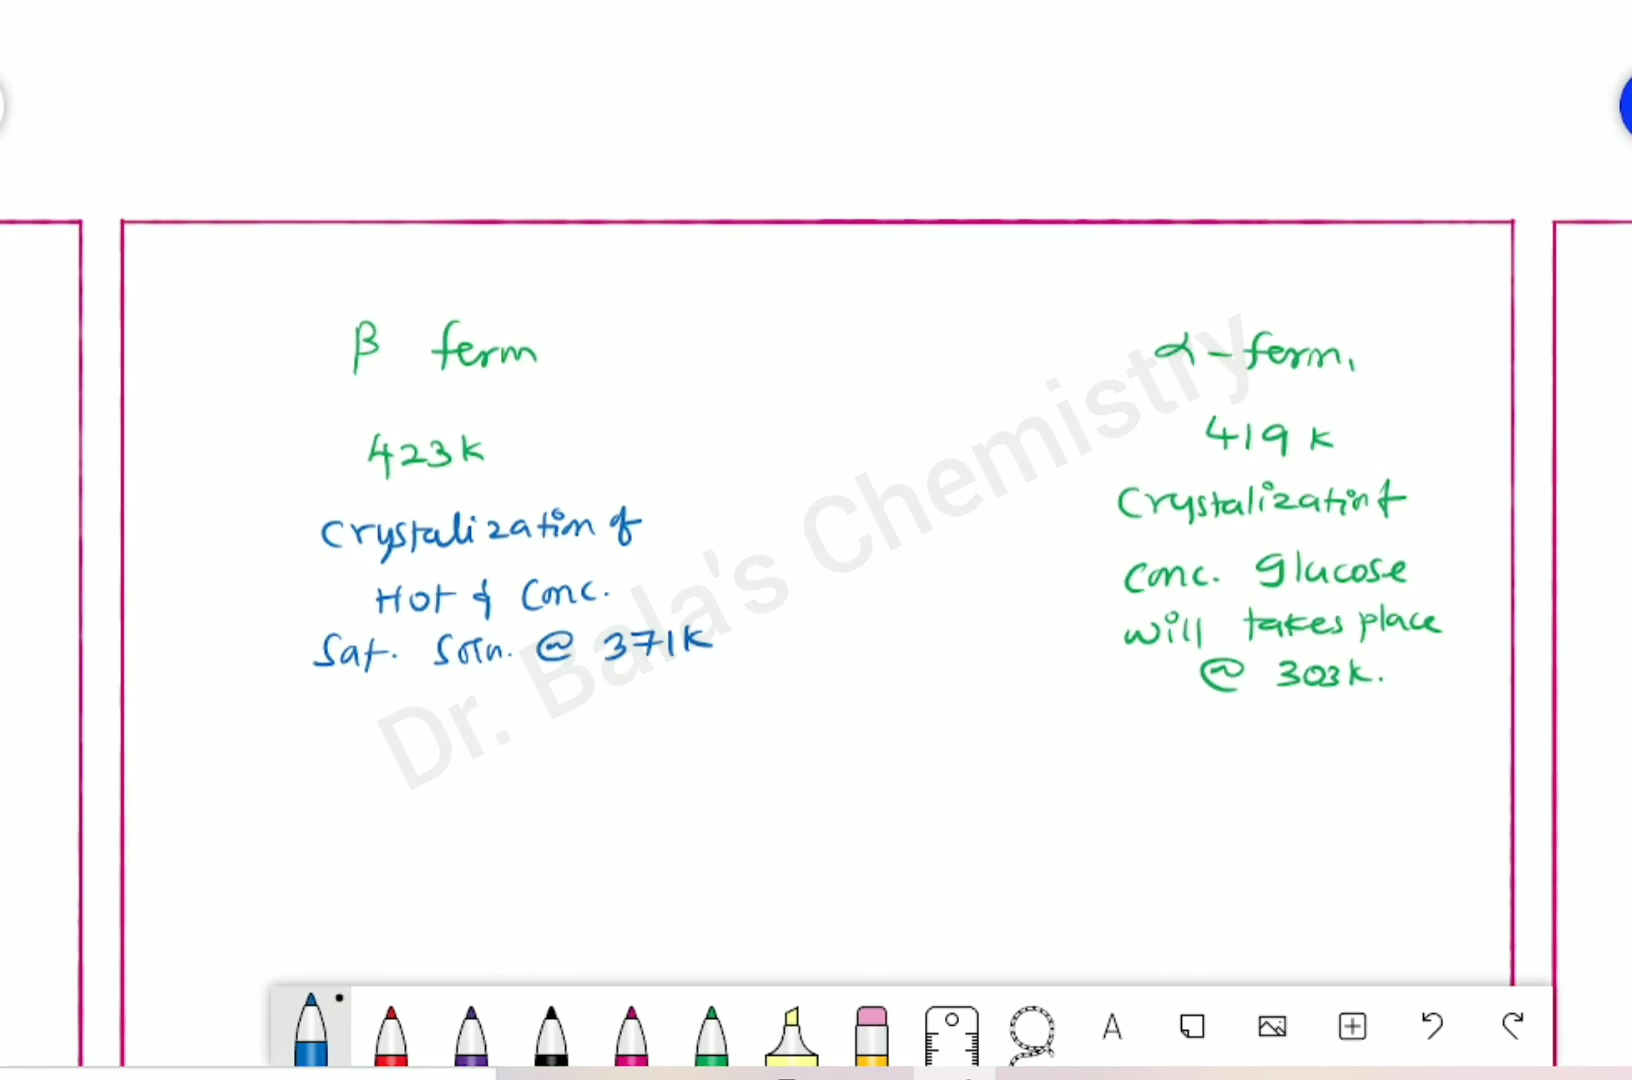 β form
423K
Crystalization of
Hot & Conc.
Sat. Soln. @ 371K
α-form.
419 K
Crystalization of
Conc. glucose
will takes place
@ 303K.
Dr. Bala's Chemistry
A